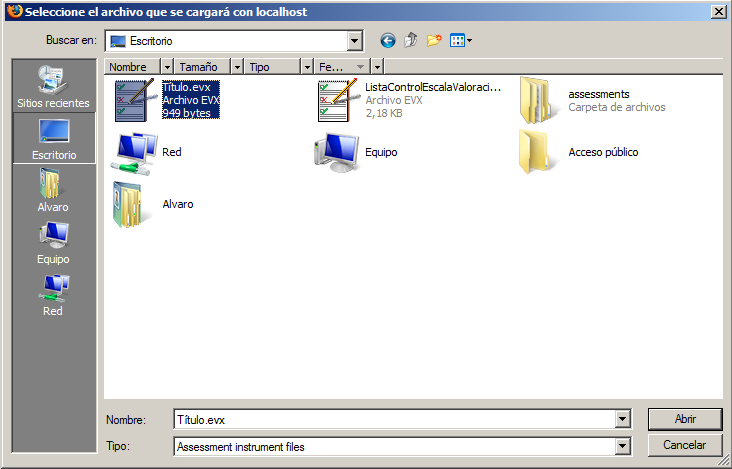 Seleccione el archivo que se cargará con localhost
Buscar en:
Escritorio
Sitios recientes
Escritorio
Alvaro
Equipo
Red
Nombre
Tamaño
Tipo
Fe...
Título.evx
Archivo EVX
949 bytes
ListaControlEscalaValoraci...
Archivo EVX
2,18 KB
assessments
Carpeta de archivos
Red
Equipo
Acceso público
Alvaro
Nombre:
Título.evx
Abrir
Tipo:
Assessment instrument files
Cancelar